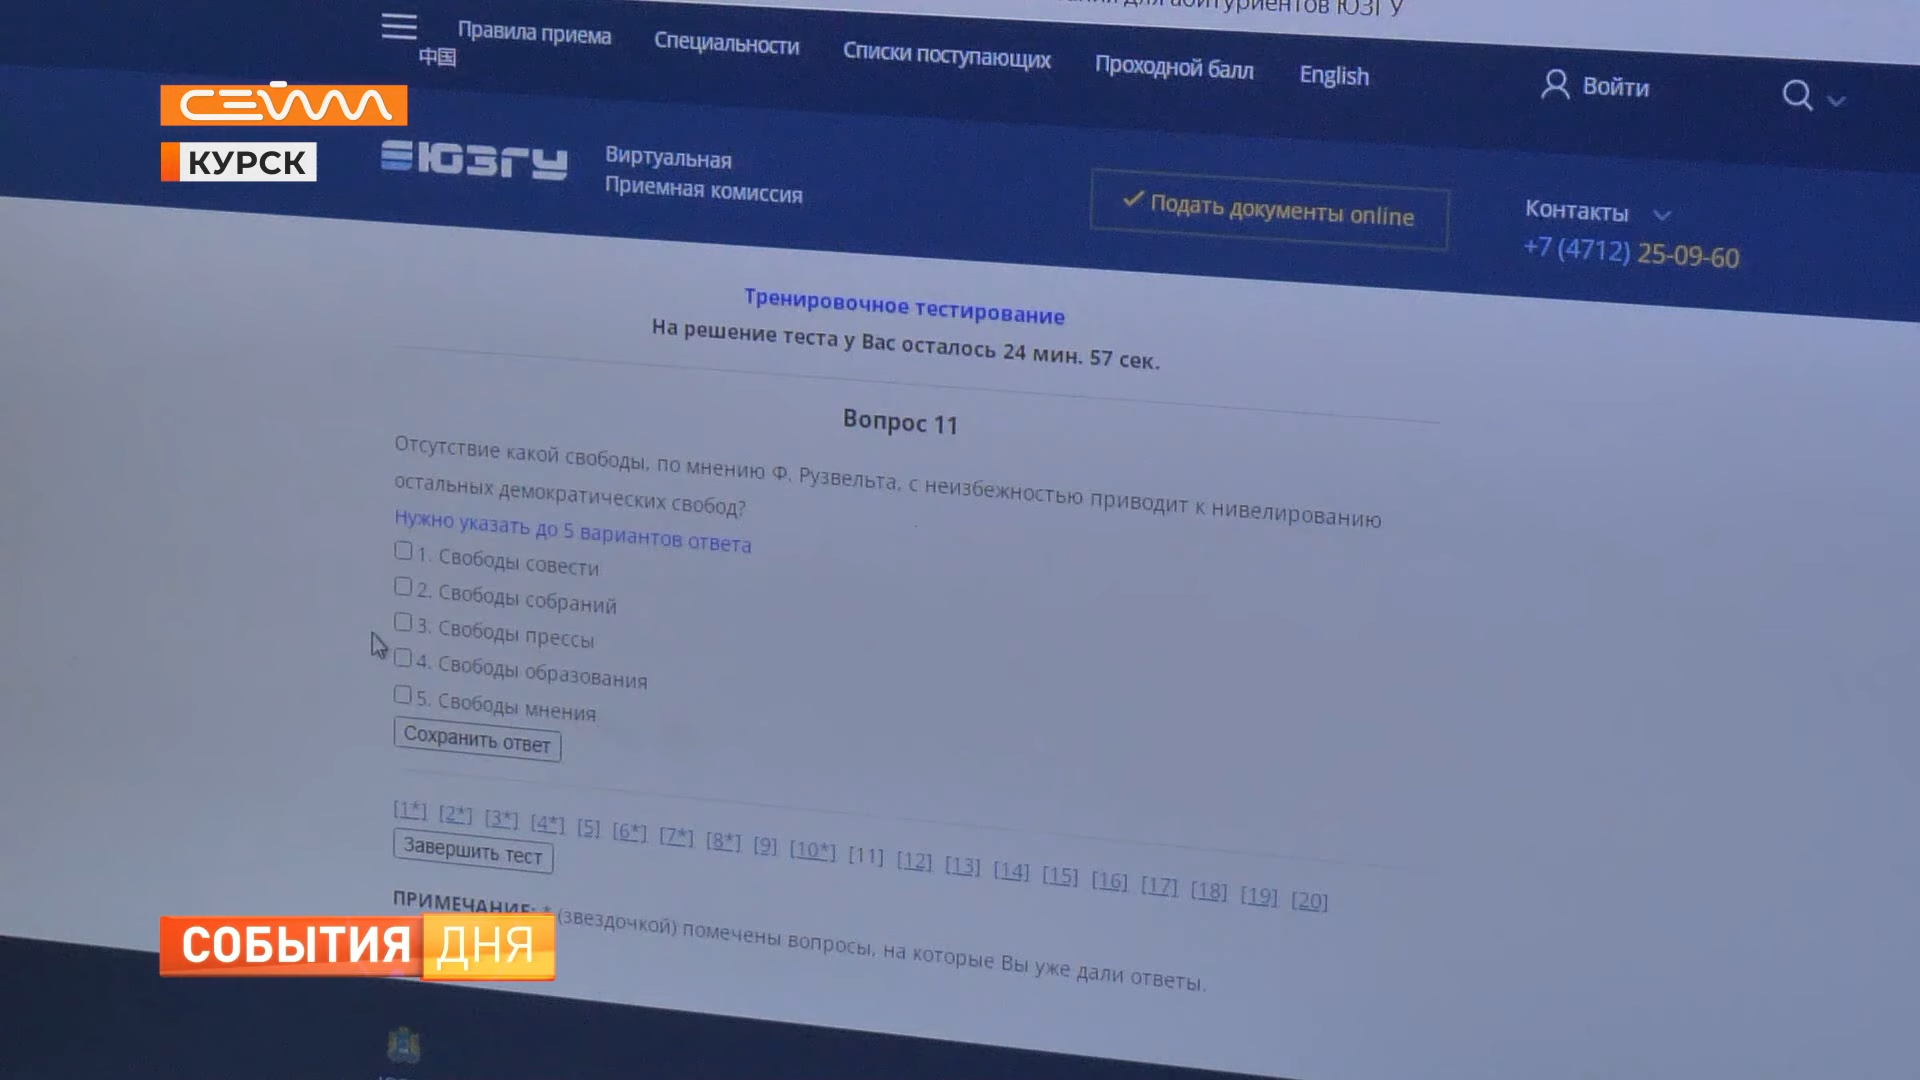 для абитуриентов ЮЗГУ
Правила приема
Специальности
Списки поступающих
Проходной балл
English
Войти
中国
СЕЙМ
КУРСК
ЮЗГУ
Виртуальная
Приемная комиссия
Подать документы online
Контакты
+7 (4712) 25-09-60
Тренировочное тестирование
На решение теста у Вас осталось 24 мин. 57 сек.
Вопрос 11
Отсутствие какой свободы, по мнению Ф. Рузвельта, с неизбежностью приводит к нивелированию
остальных демократических свобод?
Нужно указать до 5 вариантов ответа
1. Свободы совести
2. Свободы собраний
3. Свободы прессы
4. Свободы образования
5. Свободы мнения
Сохранить ответ
[1*] [2*] [3*] [4*] [5] [6*] [7*] [8*] [9] [10*] [11] [12] [13] [14] [15] [16] [17] [18] [19] [20]
Завершить тест
ПРИМЕЧАНИЕ: * (звездочкой) помечены вопросы, на которые Вы уже дали ответы.
СОБЫТИЯ ДНЯ